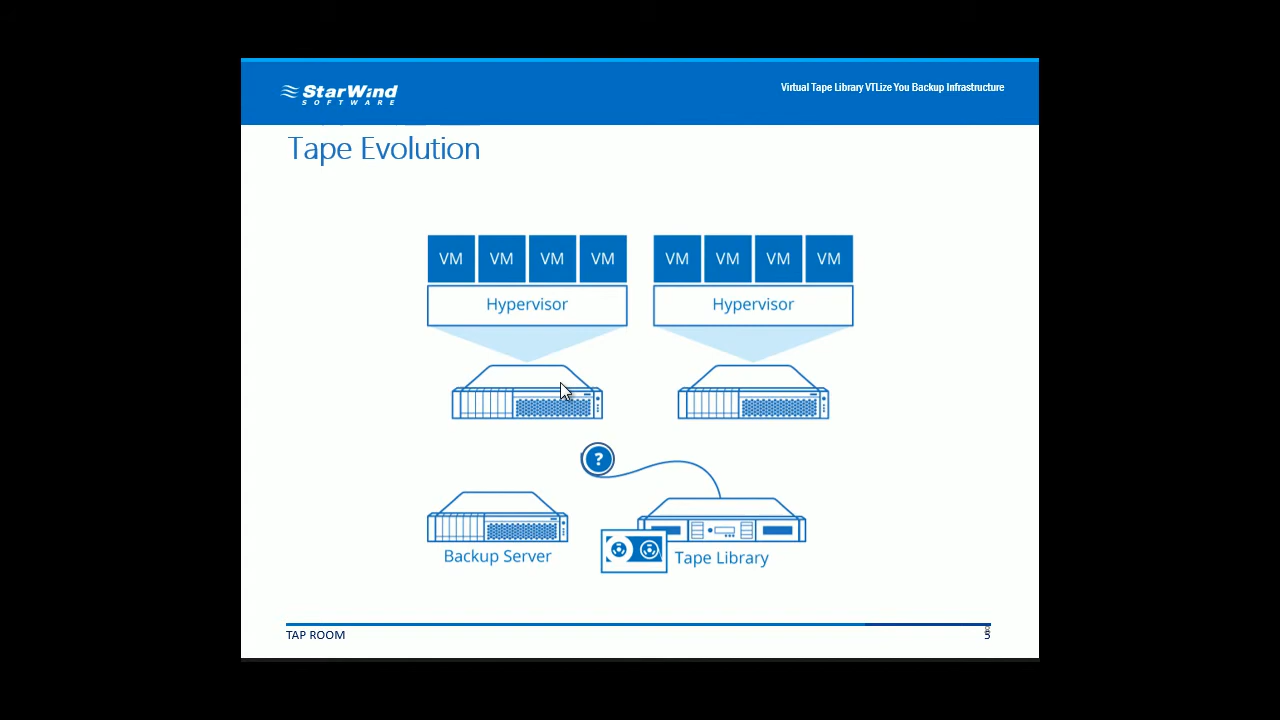 StarWind
SOFTWARE
Virtual Tape Library VTLize You Backup Infrastructure
Tape Evolution
VM VM VM VM VM VM VM VM
Hypervisor Hypervisor
?
Backup Server Tape Library
TAP ROOM